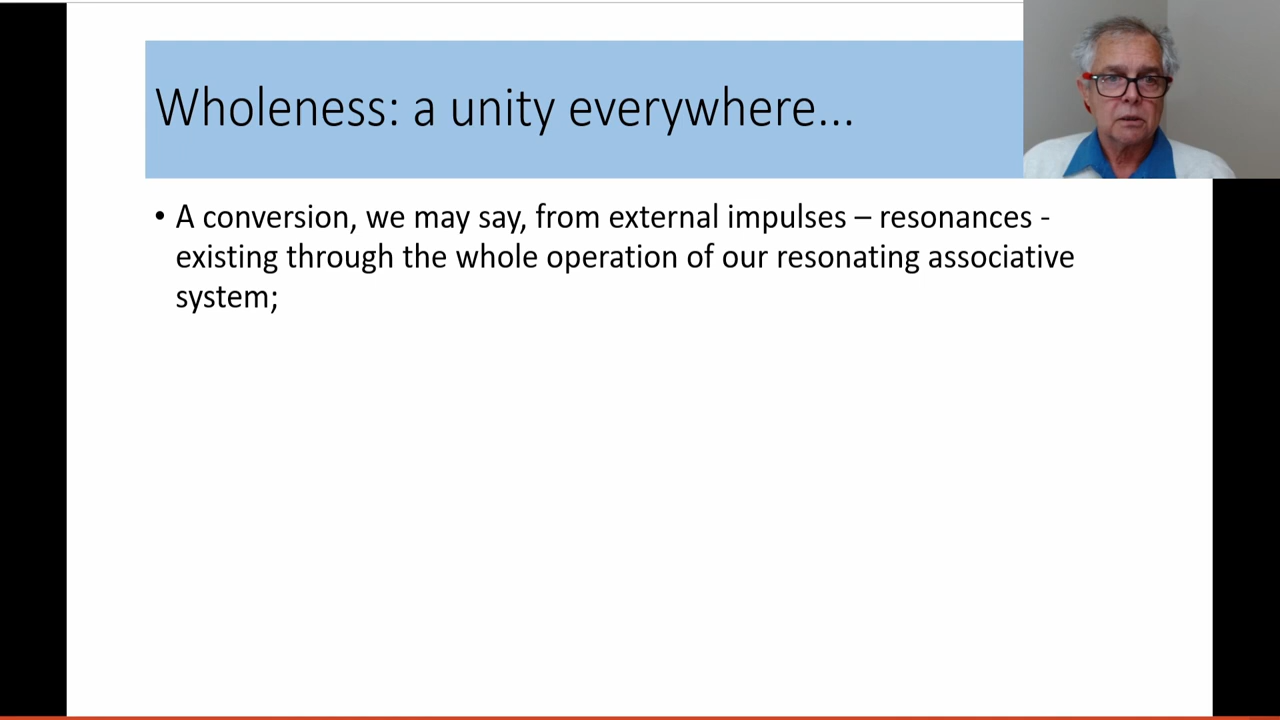 Wholeness: a unity everywhere...
• A conversion, we may say, from external impulses – resonances -
existing through the whole operation of our resonating associative
system;